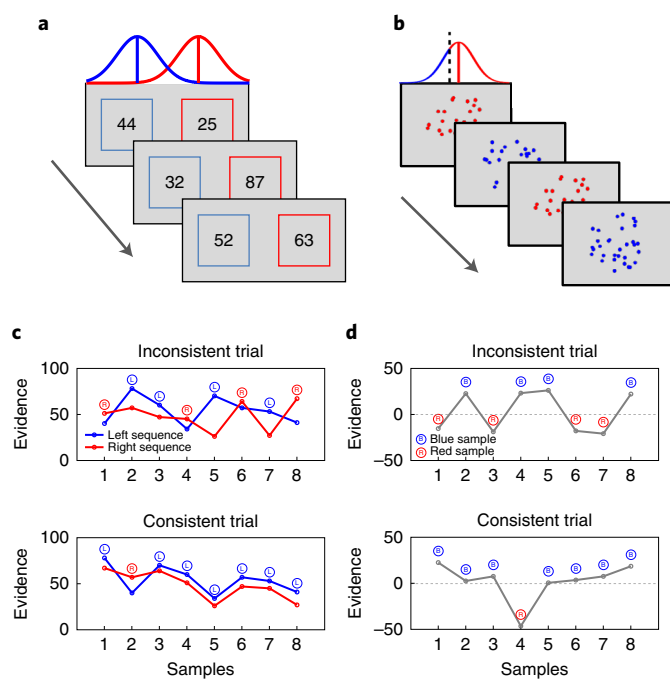 a
b
44
25
32
87
52
63
c
d
Inconsistent trial
Inconsistent trial
Evidence
100
50
0
R
L
L
R
L
R
L
R
Left sequence
Right sequence
1 2 3 4 5 6 7 8
Evidence
50
0
−50
R
B
R
B
B
R
R
B
B Blue sample
R Red sample
1 2 3 4 5 6 7 8
Consistent trial
Consistent trial
Evidence
100
50
0
L
R
L
L
L
L
L
L
1 2 3 4 5 6 7 8
Samples
Evidence
50
0
−50
B
B
B
R
B
B
B
B
1 2 3 4 5 6 7 8
Samples